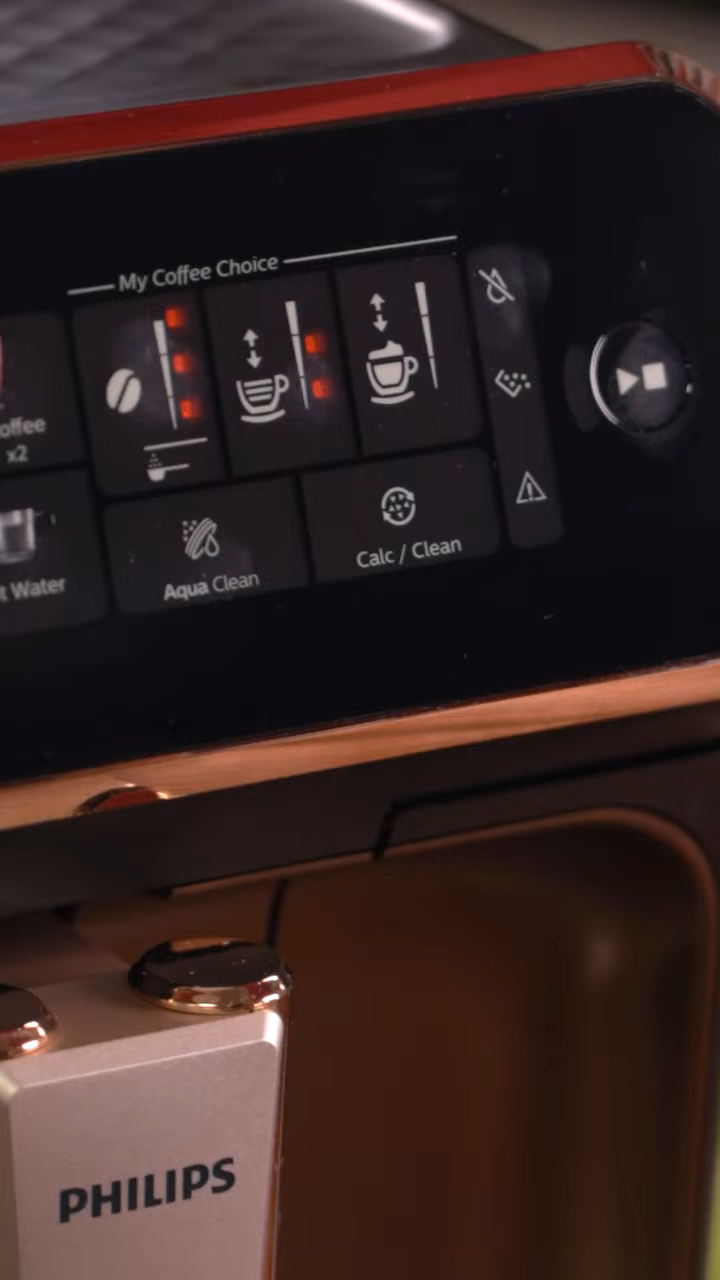 My Coffee Choice
offee
x2
t Water
Aqua Clean
Calc / Clean
PHILIPS